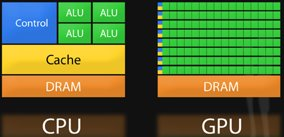 Control
ALU ALU
ALU ALU
Cache
DRAM
DRAM
CPU
GPU